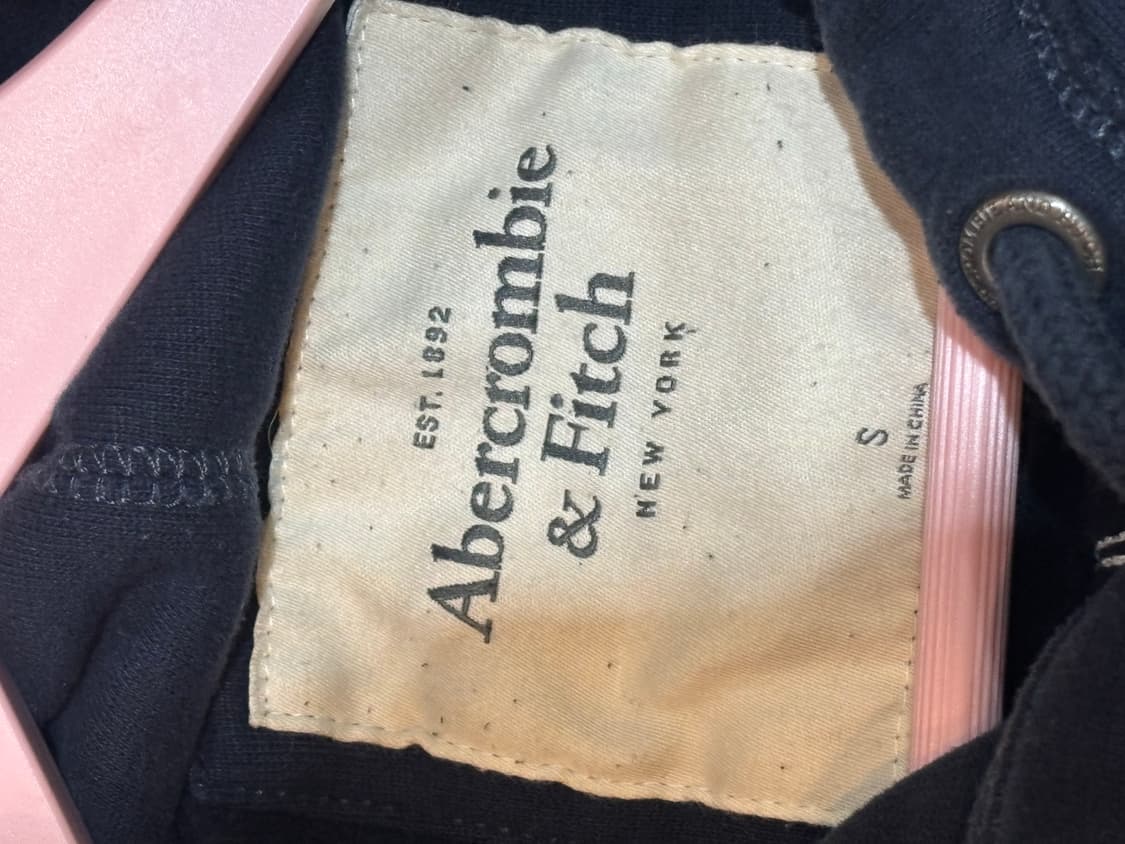 EST. 1892
Abercrombie
& Fitch
NEW YORK
S
MADE IN CHINA